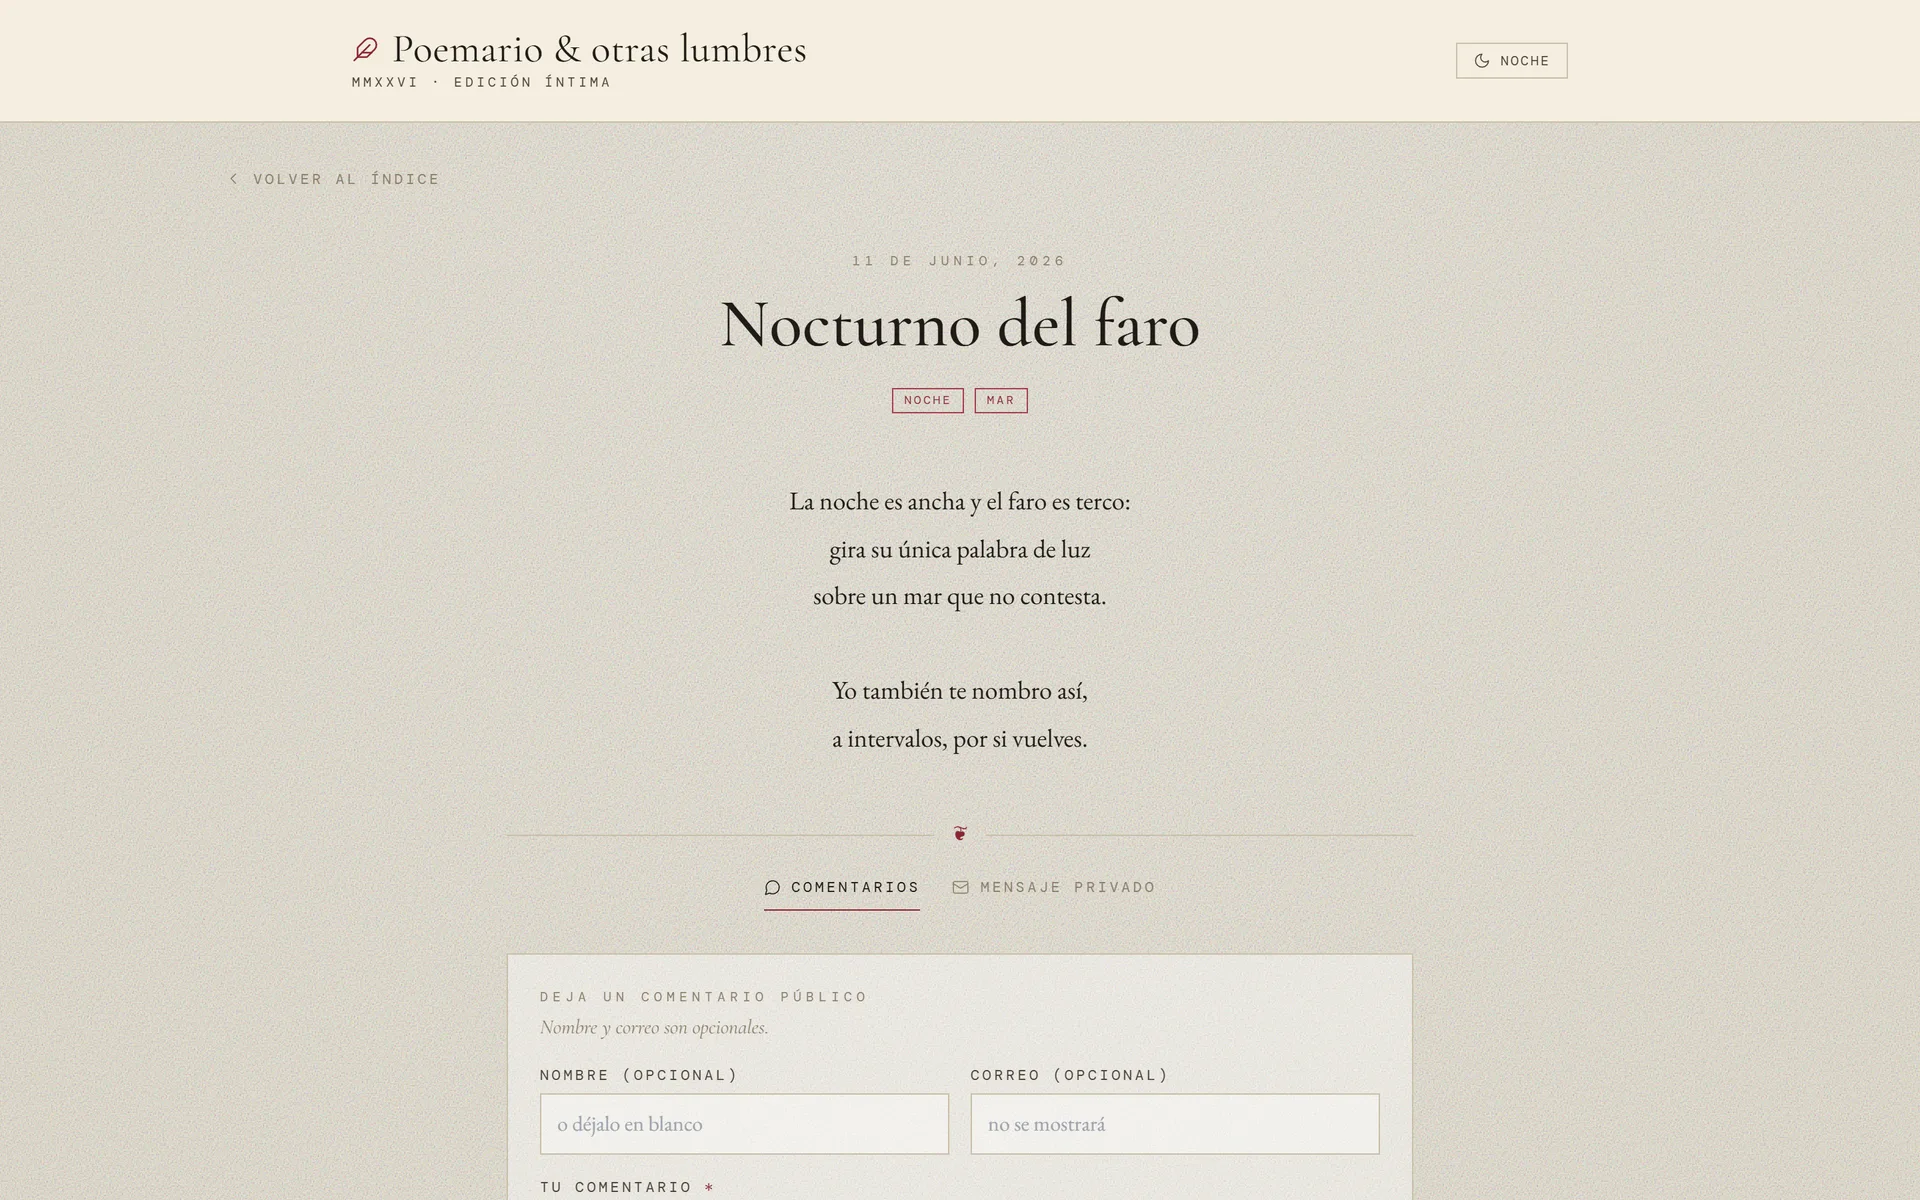 Poemario & otras lumbres
MMXXVI · EDICIÓN ÍNTIMA
NOCHE
VOLVER AL ÍNDICE
11 DE JUNIO, 2026
Nocturno del faro
NOCHE MAR
La noche es ancha y el faro es terco:
gira su única palabra de luz
sobre un mar que no contesta.
Yo también te nombro así,
a intervalos, por si vuelves.
❦
COMENTARIOS MENSAJE PRIVADO
DEJA UN COMENTARIO PÚBLICO
Nombre y correo son opcionales.
NOMBRE (OPCIONAL) CORREO (OPCIONAL)
o déjalo en blanco no se mostrará
TU COMENTARIO *